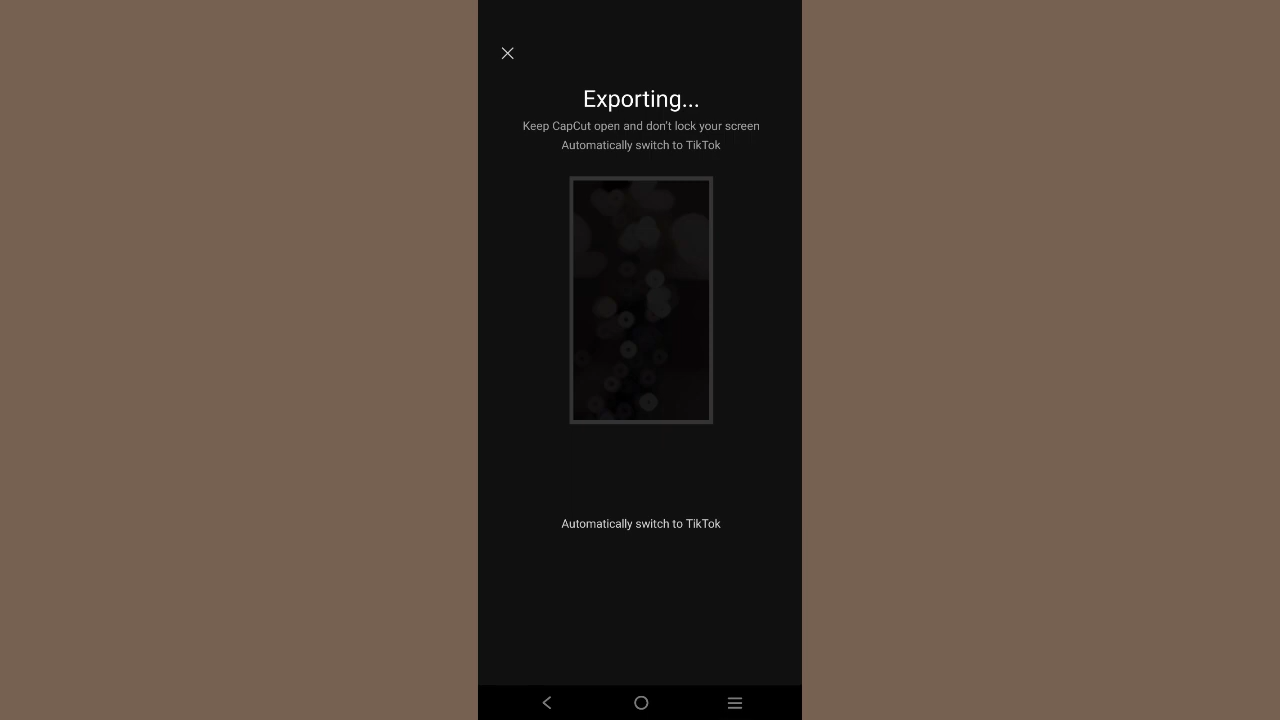 Exporting...
Keep CapCut open and don't lock your screen
Automatically switch to TikTok
Automatically switch to TikTok